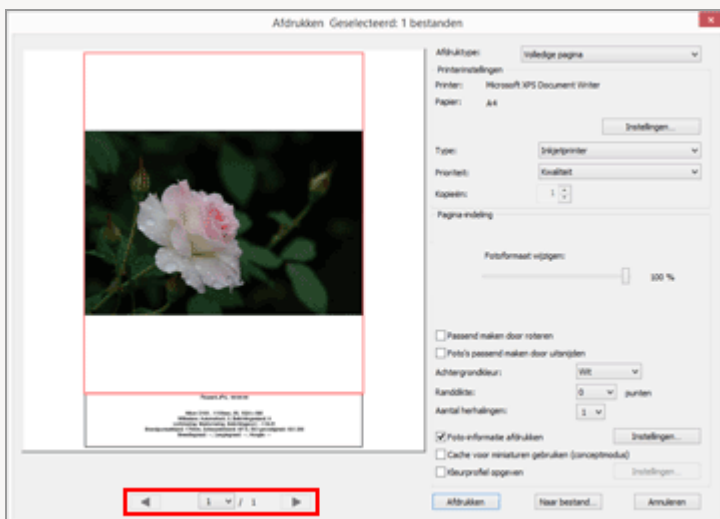 Afdrukken Geselecteerd: 1 bestanden
Afdruktype: Volledige pagina
Printerinstellingen
Printer: Microsoft XPS Document Writer
Papier: A4
Instellingen...
Type: Inkjetprinter
Prioriteit: Kwaliteit
Kopieën: 1
Pagina-indeling
Fotoformaat wijzigen:
100 %
Passend maken door roteren
Foto's passend maken door uitsnijden
Achtergrondkleur: Wit
Randdikte: 0 punten
Aantal herhalingen: 1
Foto-informatie afdrukken Instellingen...
Cache voor miniaturen gebruiken (conceptmodus)
Kleurprofiel opgeven Instellingen...
1 / 1
Afdrukken Naar bestand... Annuleren